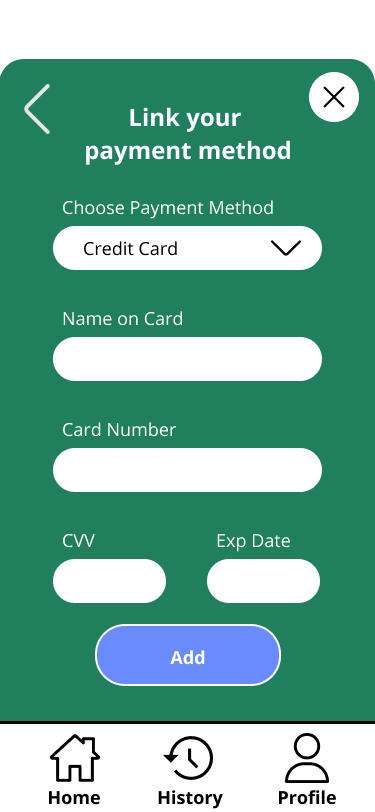 Link your
payment method
Choose Payment Method
Credit Card
Name on Card
Card Number
CVV Exp Date
Add
Home History Profile